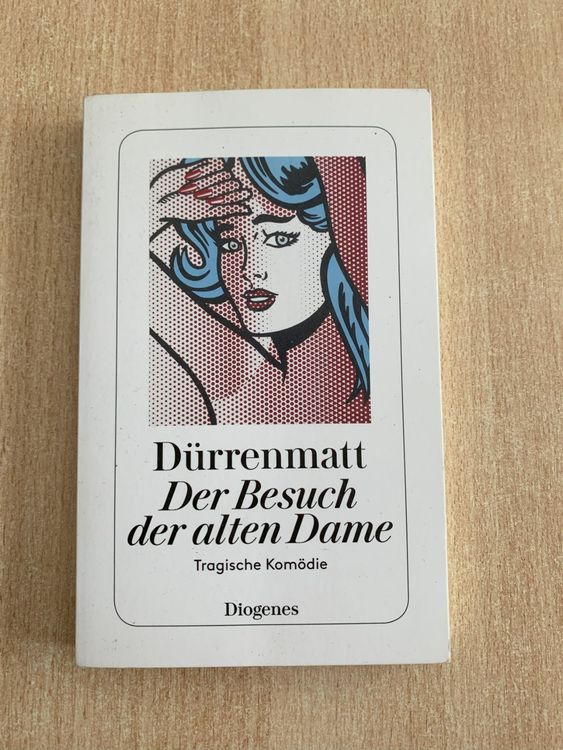 Dürrenmatt
Der Besuch
der alten Dame
Tragische Komödie
Diogenes